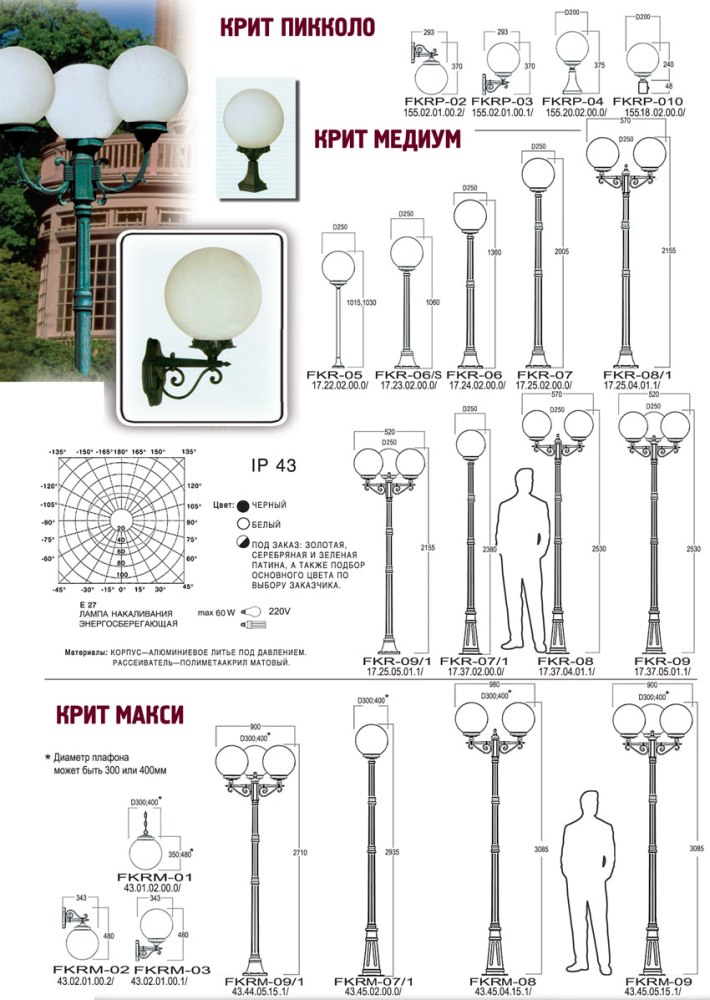 КРИТ ПИККОЛО
293
370
FKRP-02
155.02.01.00.2/
293
370
FKRP-03
155.02.01.00.1/
D200
375
FKRP-04
155.20.02.00.0/
D200
240
48
FKRP-010
155.18.02.00.0/
КРИТ МЕДИУМ
D250
1015,1030
FKR-05
17.22.02.00.0/
D250
1060
FKR-06/S
17.23.02.00.0/
D250
1360
FKR-06
17.24.02.00.0/
D250
2005
FKR-07
17.25.02.00.0/
570
D250
2155
FKR-08/1
17.25.04.01.1/
-135° -165°180°165° 135°
-150° 150°
-120° 120°
-105° 105°
-90° 90°
-75° 75°
-60° 60°
20
40
60
80
100
-45° -30° -15° 0° 15° 30° 45°
E 27
ЛАМПА НАКАЛИВАНИЯ
ЭНЕРГОСБЕРЕГАЮЩАЯ
max 60 W 220V
IP 43
Цвет: ЧЕРНЫЙ
БЕЛЫЙ
ПОД ЗАКАЗ: ЗОЛОТАЯ,
СЕРЕБРЯНАЯ И ЗЕЛЕНАЯ
ПАТИНА, А ТАКЖЕ ПОДБОР
ОСНОВНОГО ЦВЕТА ПО
ВЫБОРУ ЗАКАЗЧИКА.
Материалы: КОРПУС—АЛЮМИНИЕВОЕ ЛИТЬЕ ПОД ДАВЛЕНИЕМ.
РАССЕИВАТЕЛЬ—ПОЛИМЕТААКРИЛ МАТОВЫЙ.
520
D250
2155
FKR-09/1
17.25.05.01.1/
D250
2380
FKR-07/1
17.37.02.00.0/
570
D250
2530
FKR-08
17.37.04.01.1/
520
D250
2530
FKR-09
17.37.05.01.1/
КРИТ МАКСИ
* Диаметр плафона
может быть 300 или 400мм
D300;400*
350;480*
FKRM-01
43.01.02.00.0/
343
480
FKRM-02
43.02.01.00.2/
343
480
FKRM-03
43.02.01.00.1/
900
D300;400*
2710
FKRM-09/1
43.44.05.15.1/
D300;400*
2935
FKRM-07/1
43.45.02.00.0/
980
D300;400*
3085
FKRM-08
43.45.04.15.1/
900
D300;400*
3085
FKRM-09
43.45.05.15.1/